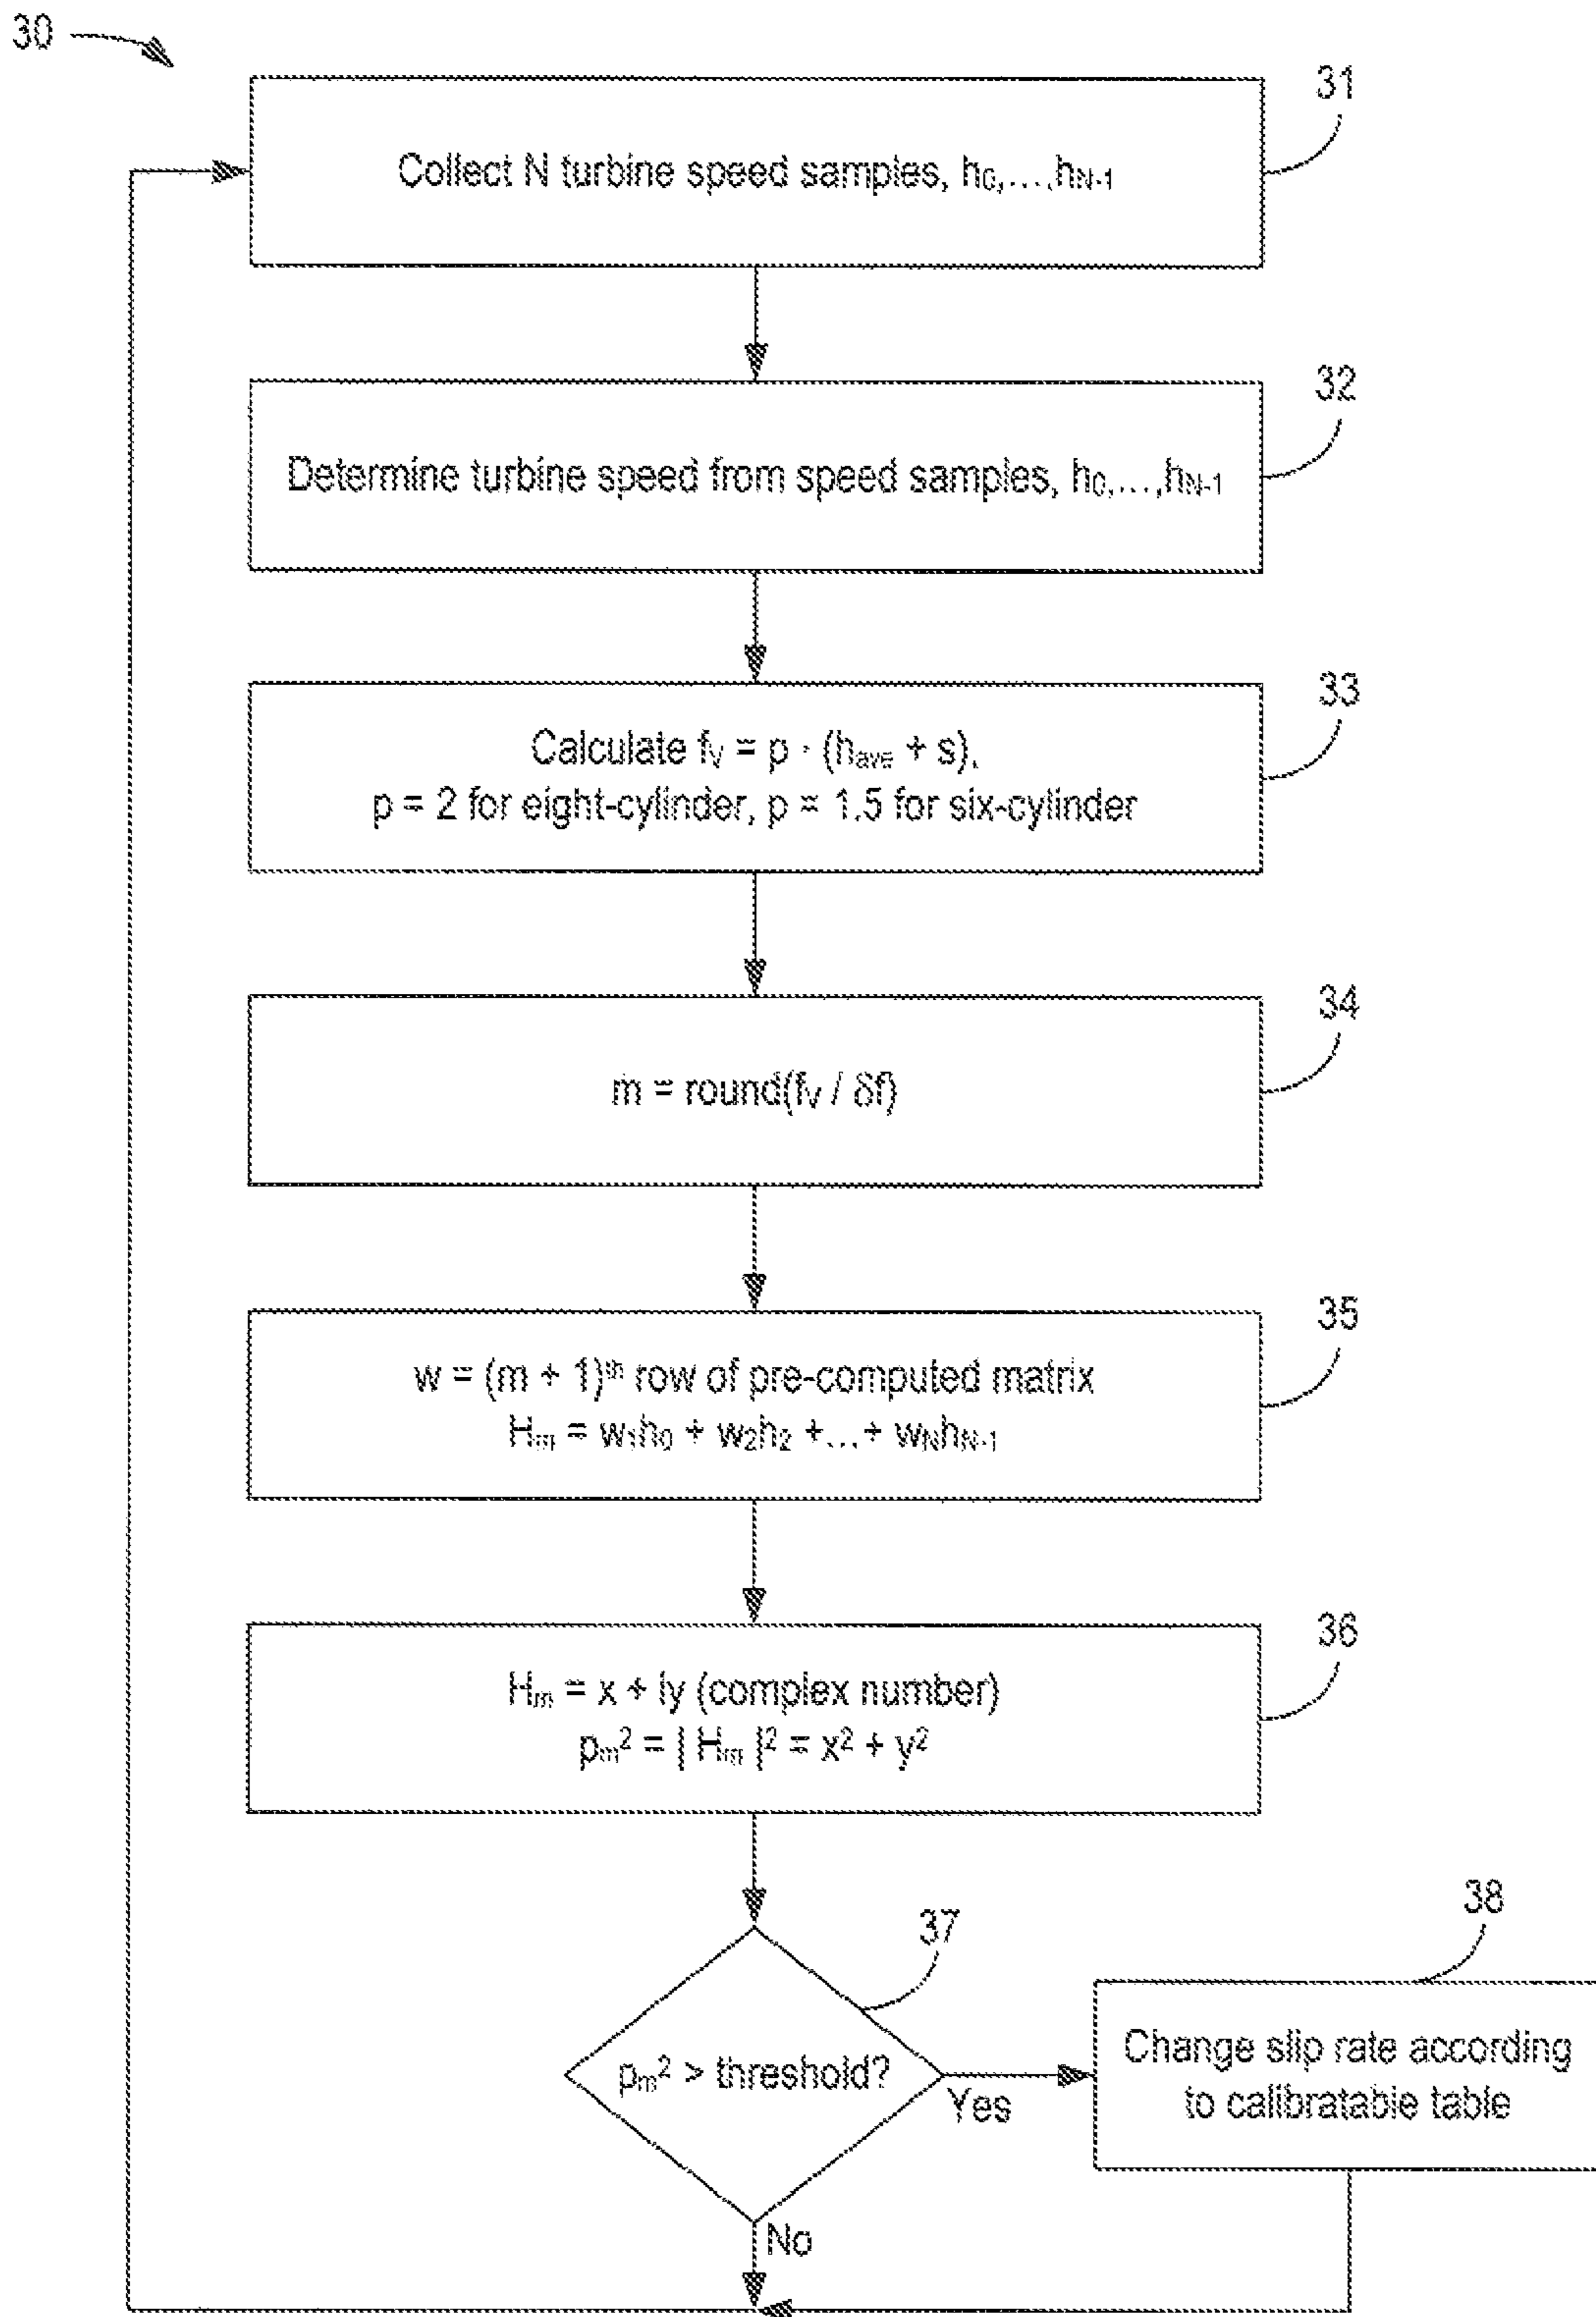 30
31
Collect N turbine speed samples, h₀,...,hN-1
32
Determine turbine speed from speed samples, h₀,...,hN-1
33
Calculate fV = p · (have + s),
p = 2 for eight-cylinder, p = 1.5 for six-cylinder
34
m = round(fV / δf)
35
w = (m + 1)th row of pre-computed matrix
Hm = w₁h₀ + w₂h₂ +...+ wNhN-1
36
Hm = x + iy (complex number)
pm² = | Hm |² = x² + y²
37
38
pm² > threshold?
Yes
Change slip rate according
to calibratable table
No